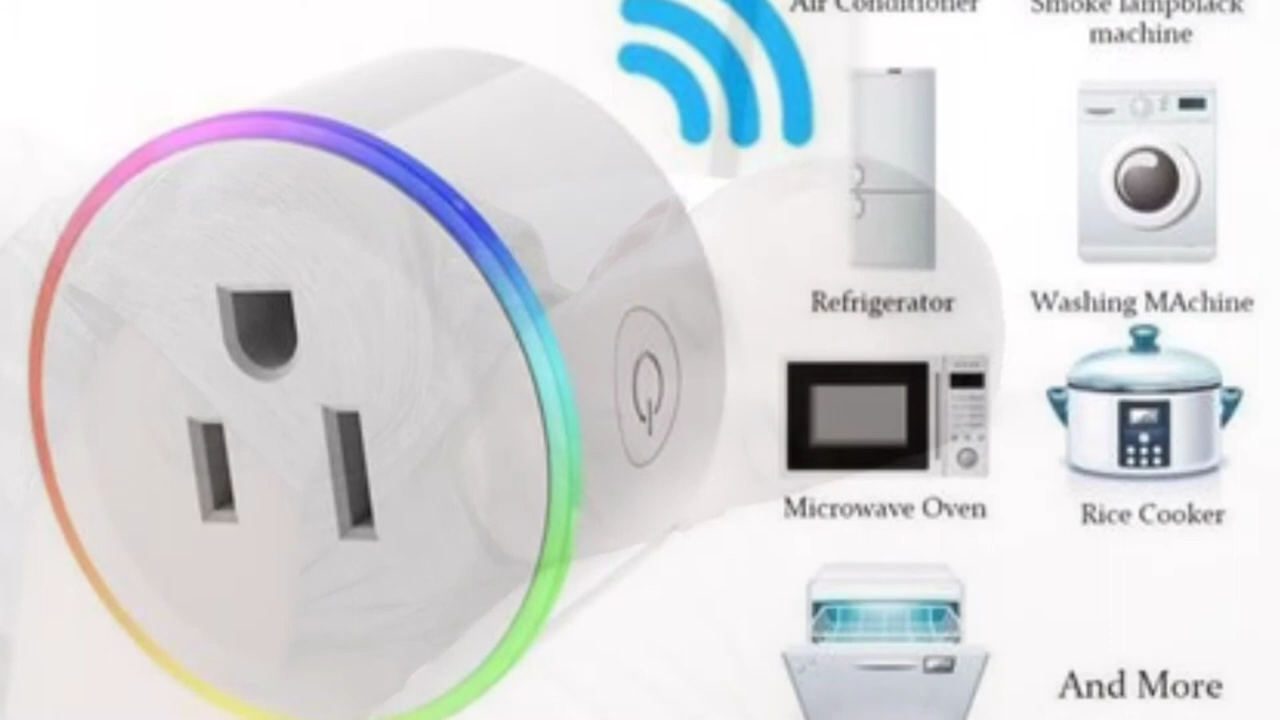 Air Conditioner
Smoke lampblack
machine
Refrigerator
Washing MAchine
Microwave Oven
Rice Cooker
And More